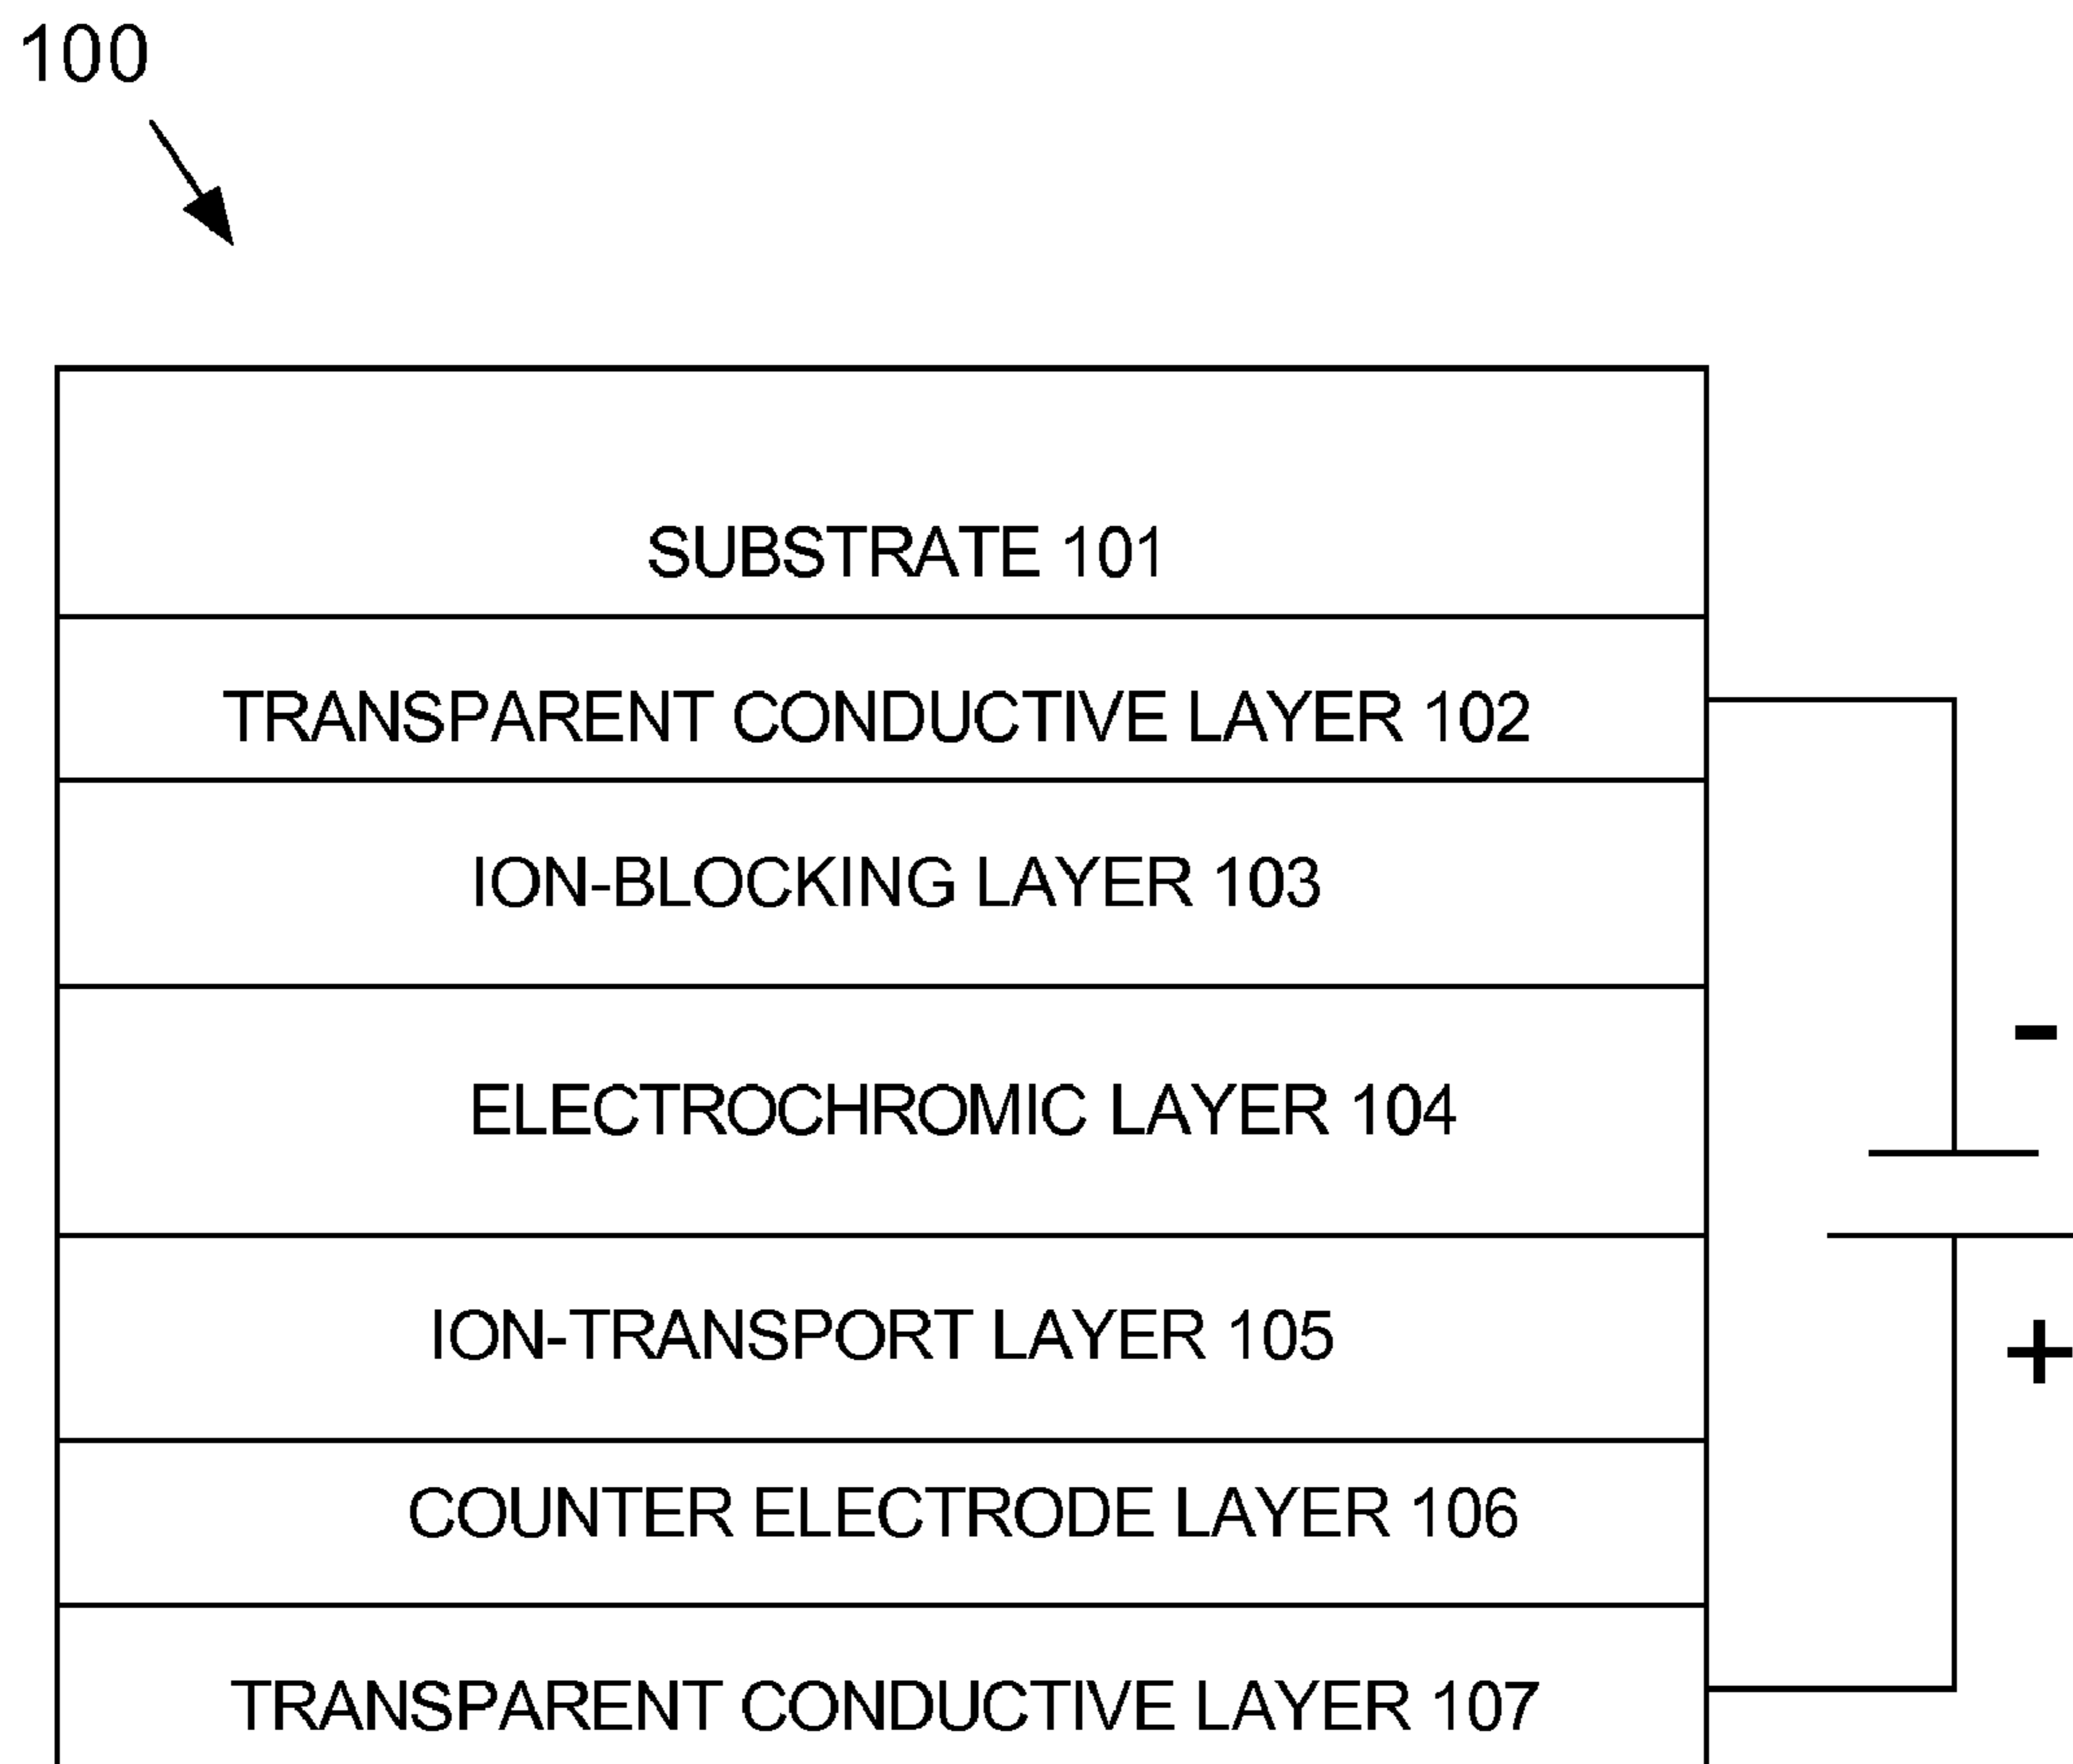 100
SUBSTRATE 101
TRANSPARENT CONDUCTIVE LAYER 102
ION-BLOCKING LAYER 103
ELECTROCHROMIC LAYER 104
-
ION-TRANSPORT LAYER 105
+
COUNTER ELECTRODE LAYER 106
TRANSPARENT CONDUCTIVE LAYER 107